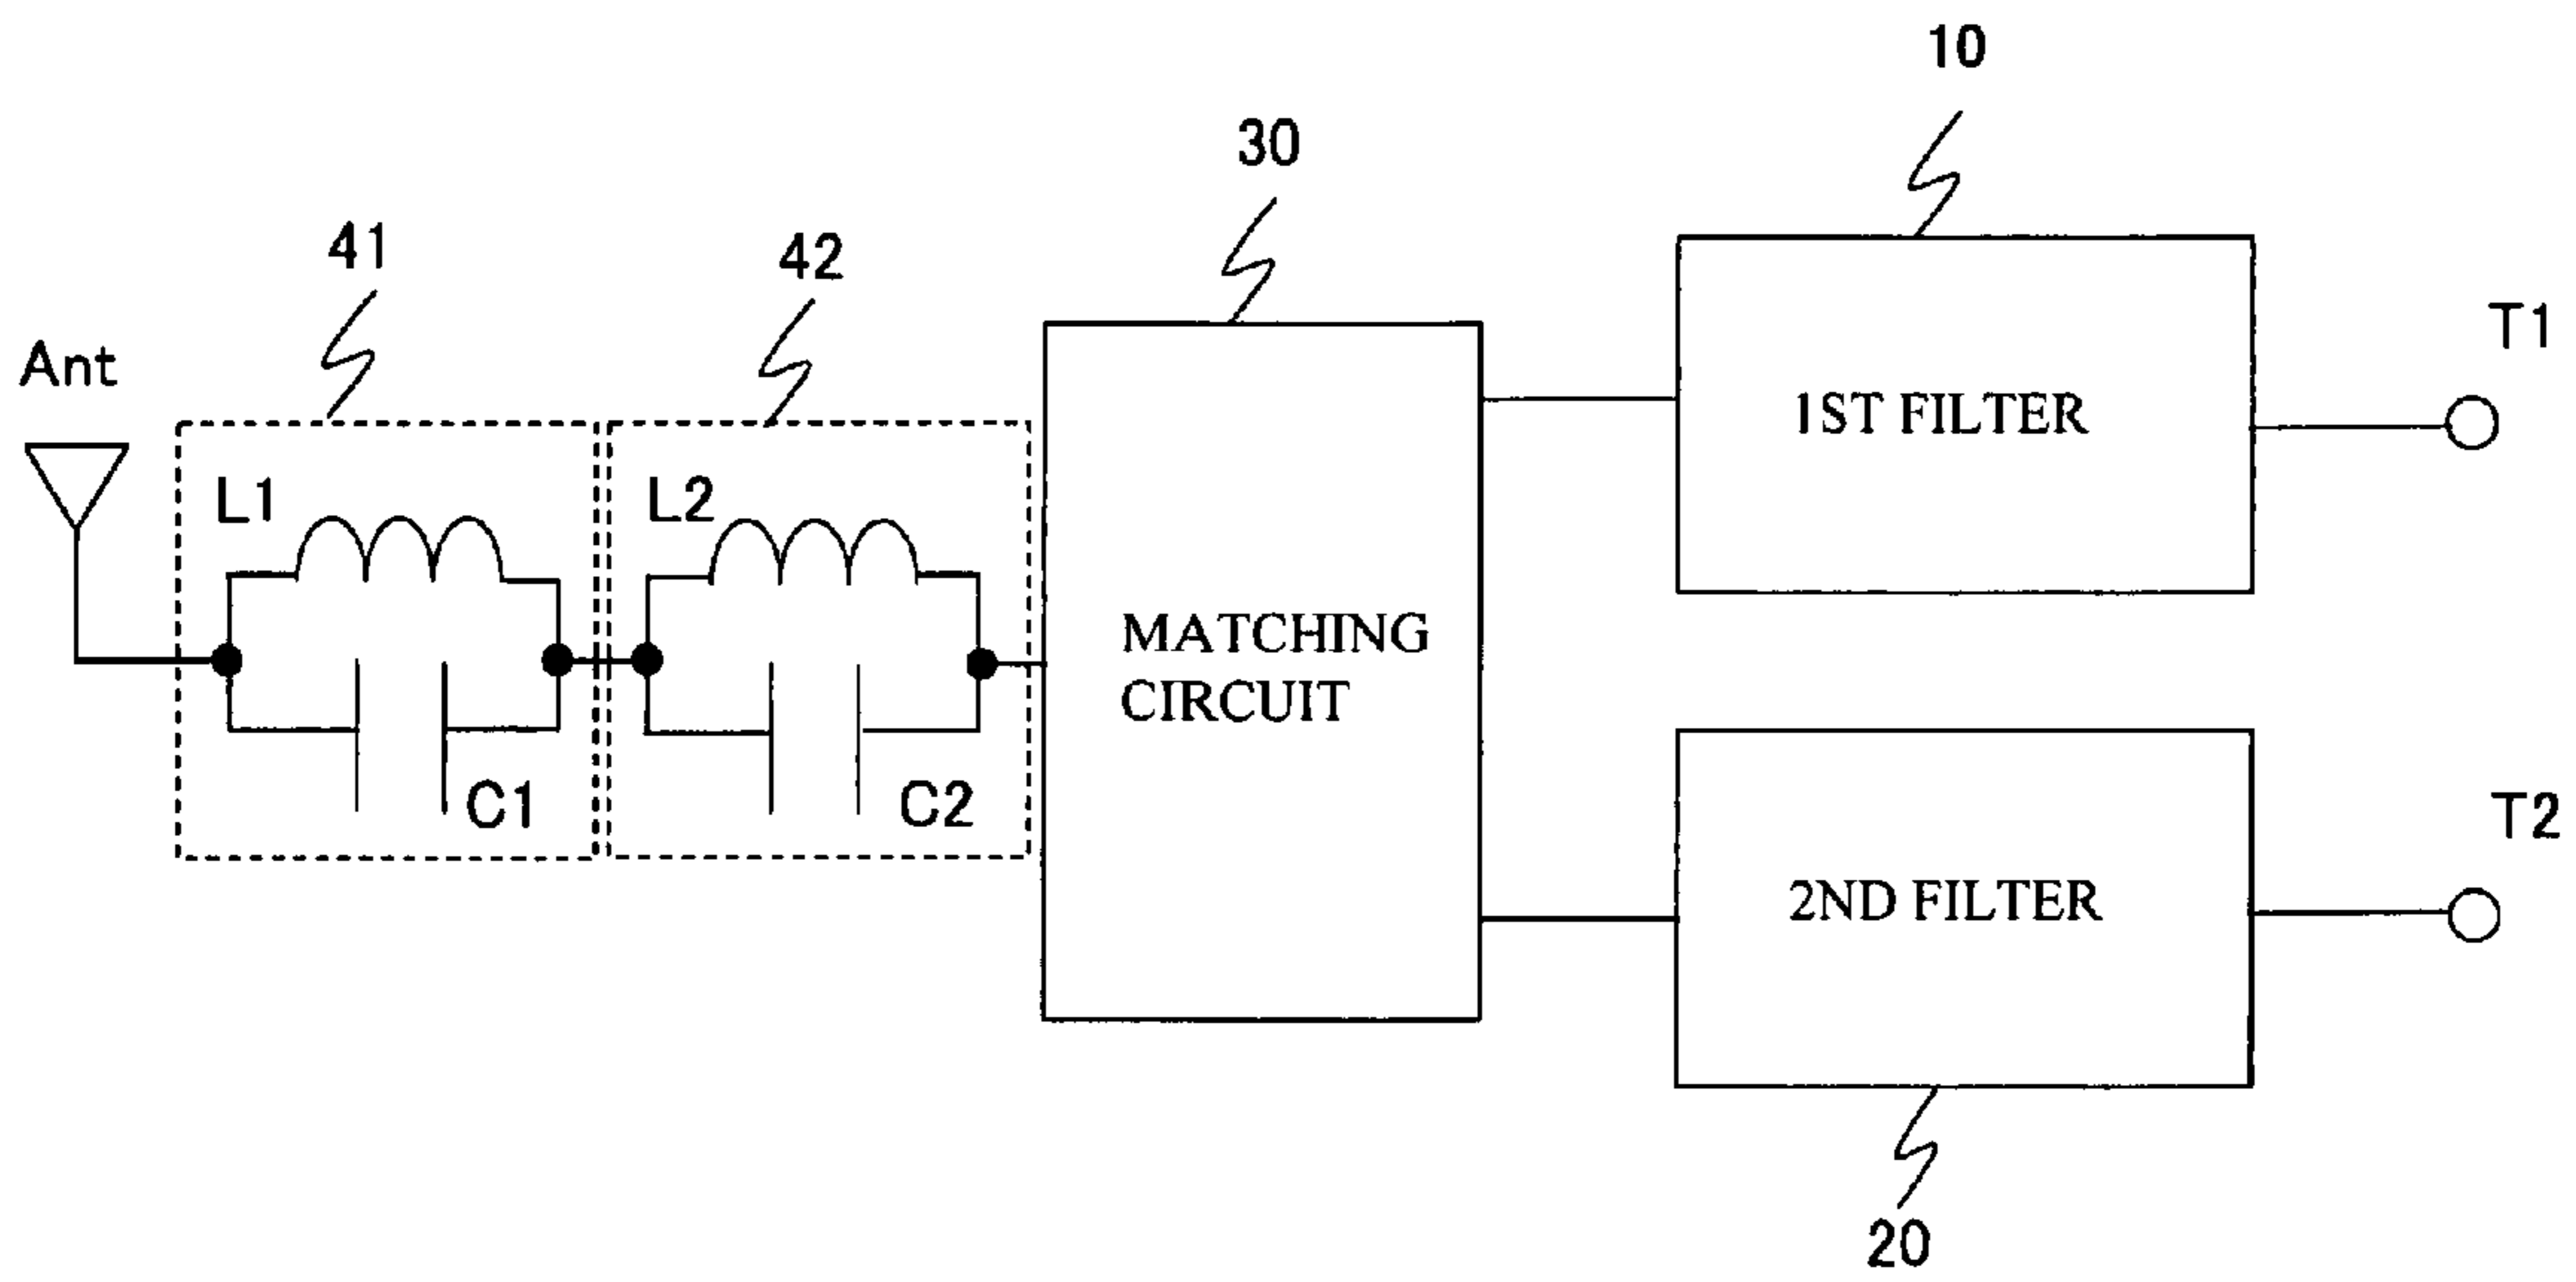 10
30
41
42
Ant
T1
L1
L2
1ST FILTER
MATCHING
CIRCUIT
C1
C2
T2
2ND FILTER
20